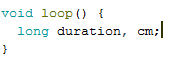 void loop() {
  long duration, cm;
}